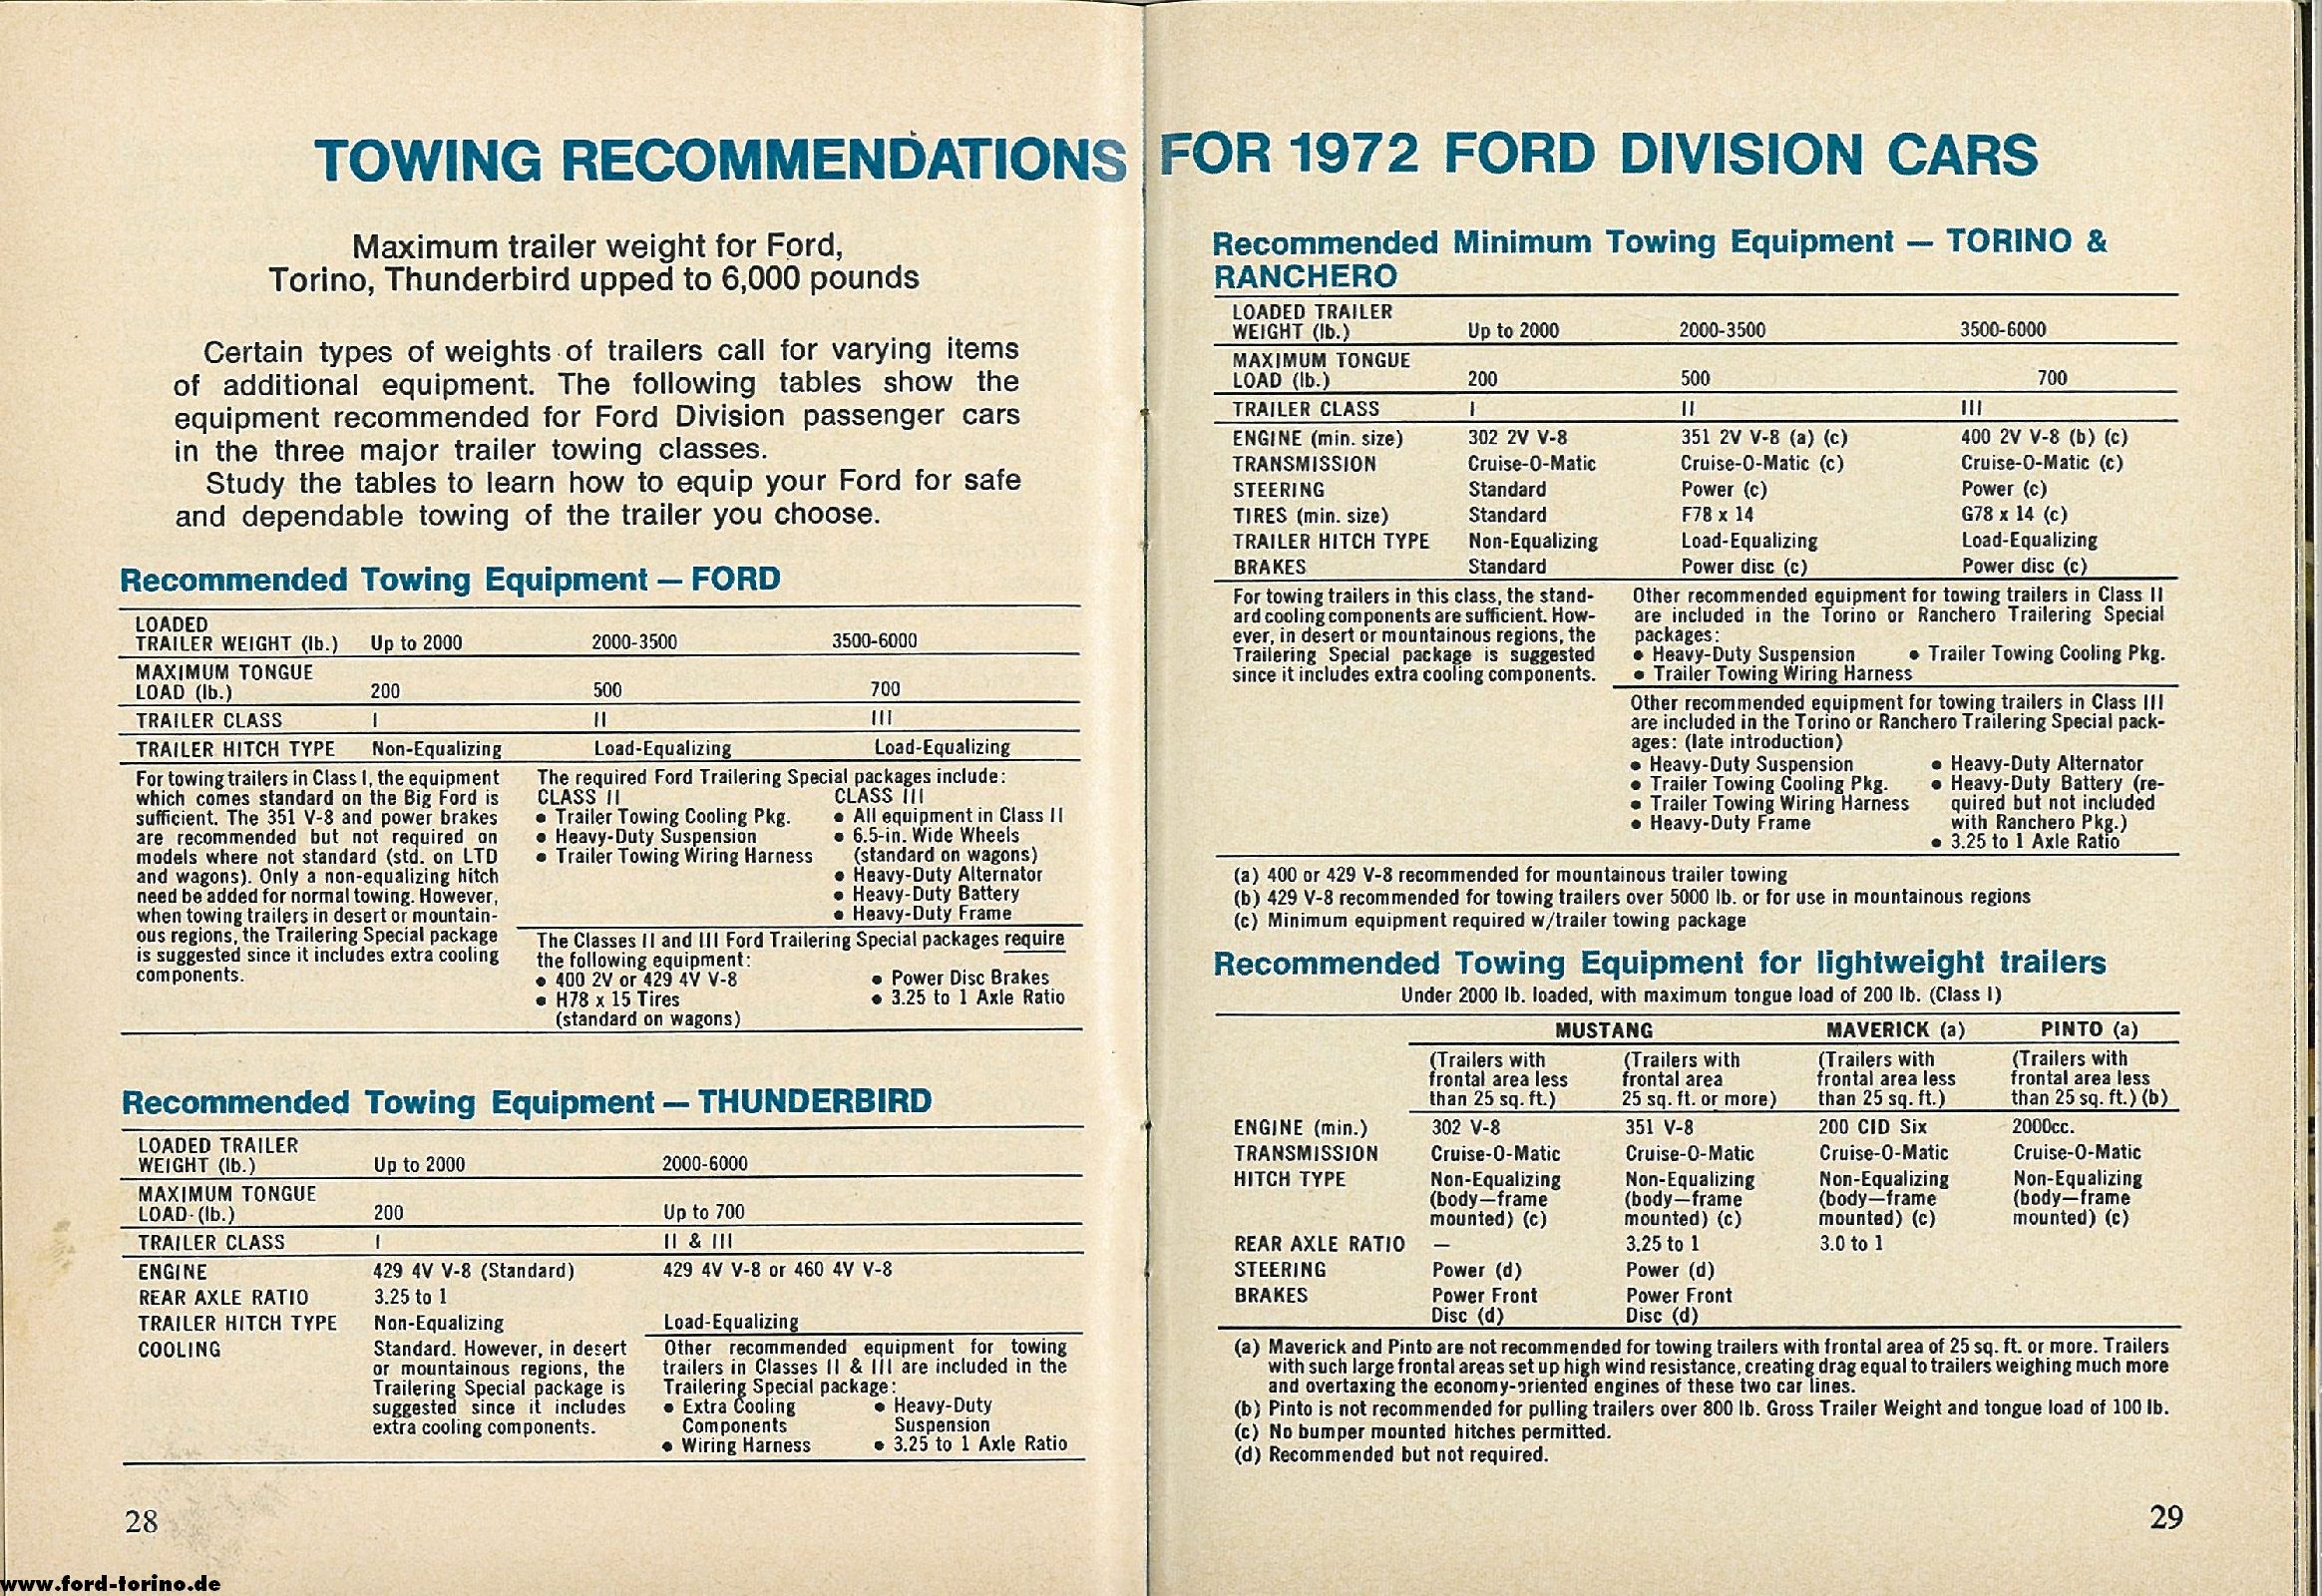 TOWING RECOMMENDATIONS FOR 1972 FORD DIVISION CARS
Maximum trailer weight for Ford,
Torino, Thunderbird upped to 6,000 pounds
Certain types of weights of trailers call for varying items
of additional equipment. The following tables show the
equipment recommended for Ford Division passenger cars
in the three major trailer towing classes.
Study the tables to learn how to equip your Ford for safe
and dependable towing of the trailer you choose.
Recommended Towing Equipment — FORD
LOADED
TRAILER WEIGHT (lb.) Up to 2000 2000-3500 3500-6000
MAXIMUM TONGUE
LOAD (lb.) 200 500 700
TRAILER CLASS I II III
TRAILER HITCH TYPE Non-Equalizing Load-Equalizing Load-Equalizing
For towing trailers in Class I, the equipment
which comes standard on the Big Ford is
sufficient. The 351 V-8 and power brakes
are recommended but not required on
models where not standard (std. on LTD
and wagons). Only a non-equalizing hitch
need be added for normal towing. However,
when towing trailers in desert or mountain-
ous regions, the Trailering Special package
is suggested since it includes extra cooling
components.
The required Ford Trailering Special packages include:
CLASS II
• Trailer Towing Cooling Pkg.
• Heavy-Duty Suspension
• Trailer Towing Wiring Harness
CLASS III
• All equipment in Class II
• 6.5-in. Wide Wheels
(standard on wagons)
• Heavy-Duty Alternator
• Heavy-Duty Battery
• Heavy-Duty Frame
The Classes II and III Ford Trailering Special packages require
the following equipment:
• 400 2V or 429 4V V-8
• H78 x 15 Tires
(standard on wagons)
• Power Disc Brakes
• 3.25 to 1 Axle Ratio
Recommended Towing Equipment — THUNDERBIRD
LOADED TRAILER
WEIGHT (lb.) Up to 2000 2000-6000
MAXIMUM TONGUE
LOAD (lb.) 200 Up to 700
TRAILER CLASS I II & III
ENGINE 429 4V V-8 (Standard) 429 4V V-8 or 460 4V V-8
REAR AXLE RATIO 3.25 to 1
TRAILER HITCH TYPE Non-Equalizing Load-Equalizing
COOLING
Standard. However, in desert
or mountainous regions, the
Trailering Special package is
suggested since it includes
extra cooling components.
Other recommended equipment for towing
trailers in Classes II & III are included in the
Trailering Special package:
• Extra Cooling
Components
• Wiring Harness
• Heavy-Duty
Suspension
• 3.25 to 1 Axle Ratio
28
Recommended Minimum Towing Equipment — TORINO &
RANCHERO
LOADED TRAILER
WEIGHT (lb.) Up to 2000 2000-3500 3500-6000
MAXIMUM TONGUE
LOAD (lb.) 200 500 700
TRAILER CLASS I II III
ENGINE (min. size) 302 2V V-8 351 2V V-8 (a) (c) 400 2V V-8 (b) (c)
TRANSMISSION Cruise-O-Matic Cruise-O-Matic (c) Cruise-O-Matic (c)
STEERING Standard Power (c) Power (c)
TIRES (min. size) Standard F78 x 14 G78 x 14 (c)
TRAILER HITCH TYPE Non-Equalizing Load-Equalizing Load-Equalizing
BRAKES Standard Power disc (c) Power disc (c)
For towing trailers in this class, the stand-
ard cooling components are sufficient. How-
ever, in desert or mountainous regions, the
Trailering Special package is suggested
since it includes extra cooling components.
Other recommended equipment for towing trailers in Class II
are included in the Torino or Ranchero Trailering Special
packages:
• Heavy-Duty Suspension • Trailer Towing Cooling Pkg.
• Trailer Towing Wiring Harness
Other recommended equipment for towing trailers in Class III
are included in the Torino or Ranchero Trailering Special pack-
ages: (late introduction)
• Heavy-Duty Suspension
• Trailer Towing Cooling Pkg.
• Trailer Towing Wiring Harness
• Heavy-Duty Frame
• Heavy-Duty Alternator
• Heavy-Duty Battery (re-
quired but not included
with Ranchero Pkg.)
• 3.25 to 1 Axle Ratio
(a) 400 or 429 V-8 recommended for mountainous trailer towing
(b) 429 V-8 recommended for towing trailers over 5000 lb. or for use in mountainous regions
(c) Minimum equipment required w/trailer towing package
Recommended Towing Equipment for lightweight trailers
Under 2000 lb. loaded, with maximum tongue load of 200 lb. (Class I)
MUSTANG MAVERICK (a) PINTO (a)
(Trailers with (Trailers with (Trailers with (Trailers with
frontal area less frontal area frontal area less frontal area less
than 25 sq. ft.) 25 sq. ft. or more) than 25 sq. ft.) than 25 sq. ft.) (b)
ENGINE (min.) 302 V-8 351 V-8 200 CID Six 2000cc.
TRANSMISSION Cruise-O-Matic Cruise-O-Matic Cruise-O-Matic Cruise-O-Matic
HITCH TYPE Non-Equalizing Non-Equalizing Non-Equalizing Non-Equalizing
(body—frame (body—frame (body—frame (body—frame
mounted) (c) mounted) (c) mounted) (c) mounted) (c)
REAR AXLE RATIO — 3.25 to 1 3.0 to 1
STEERING Power (d) Power (d)
BRAKES Power Front Power Front
Disc (d) Disc (d)
(a) Maverick and Pinto are not recommended for towing trailers with frontal area of 25 sq. ft. or more. Trailers
with such large frontal areas set up high wind resistance, creating drag equal to trailers weighing much more
and overtaxing the economy-oriented engines of these two car lines.
(b) Pinto is not recommended for pulling trailers over 800 lb. Gross Trailer Weight and tongue load of 100 lb.
(c) No bumper mounted hitches permitted.
(d) Recommended but not required.
29
www.ford-torino.de